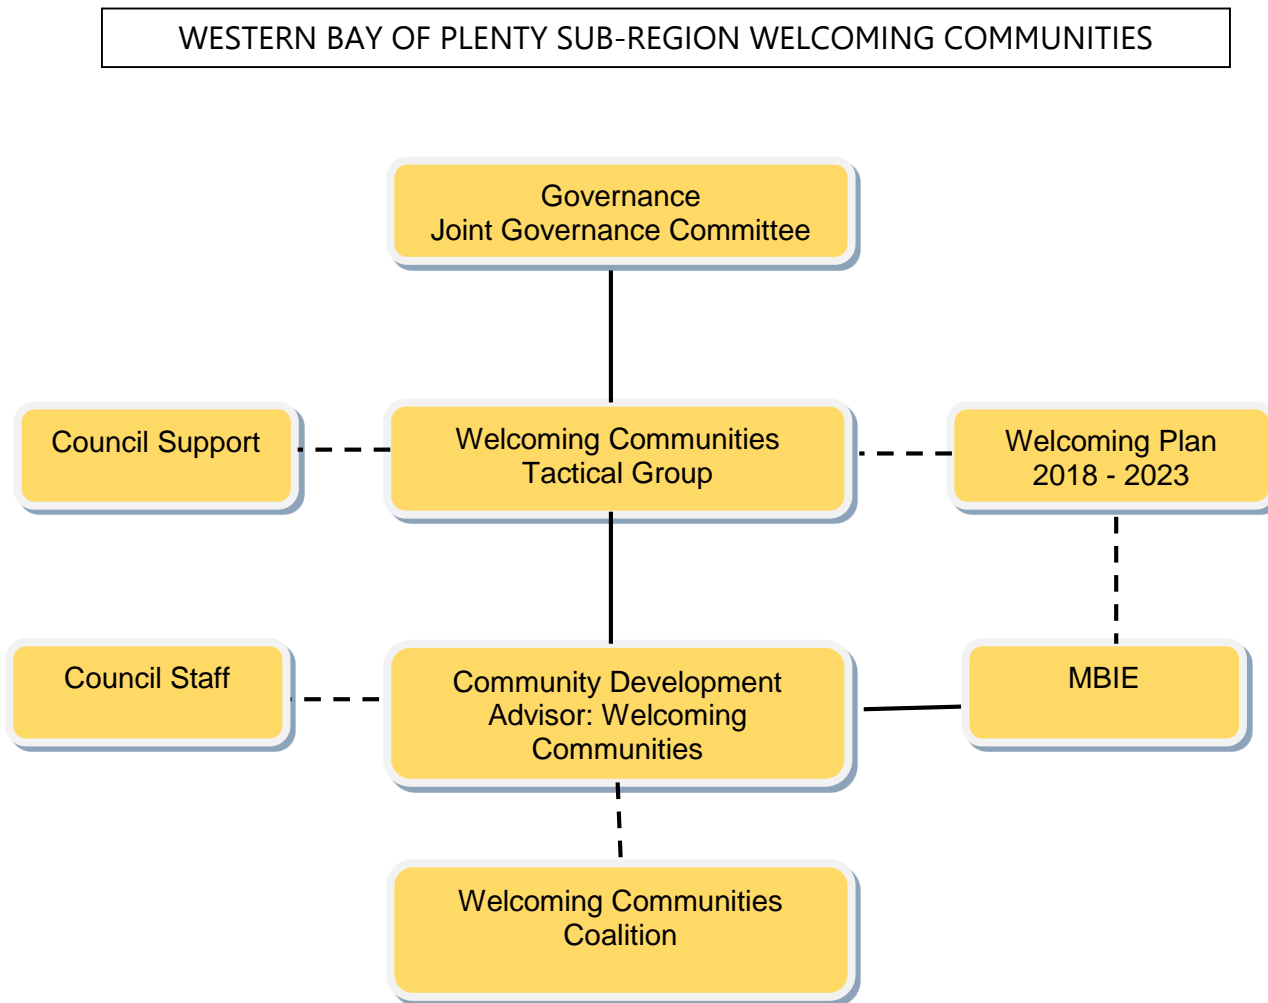 WESTERN BAY OF PLENTY SUB-REGION WELCOMING COMMUNITIES
Governance
Joint Governance Committee
Council Support
Welcoming Communities
Tactical Group
Welcoming Plan
2018 - 2023
Council Staff
Community Development
Advisor: Welcoming
Communities
MBIE
Welcoming Communities
Coalition